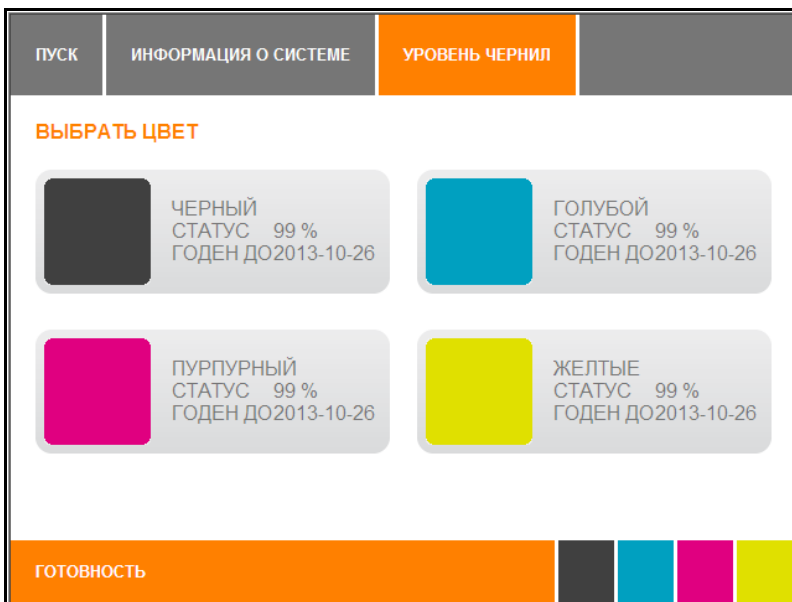 ПУСК ИНФОРМАЦИЯ О СИСТЕМЕ УРОВЕНЬ ЧЕРНИЛ
ВЫБРАТЬ ЦВЕТ
ЧЕРНЫЙ
СТАТУС 99 %
ГОДЕН ДО2013-10-26
ГОЛУБОЙ
СТАТУС 99 %
ГОДЕН ДО2013-10-26
ПУРПУРНЫЙ
СТАТУС 99 %
ГОДЕН ДО2013-10-26
ЖЕЛТЫЕ
СТАТУС 99 %
ГОДЕН ДО2013-10-26
ГОТОВНОСТЬ